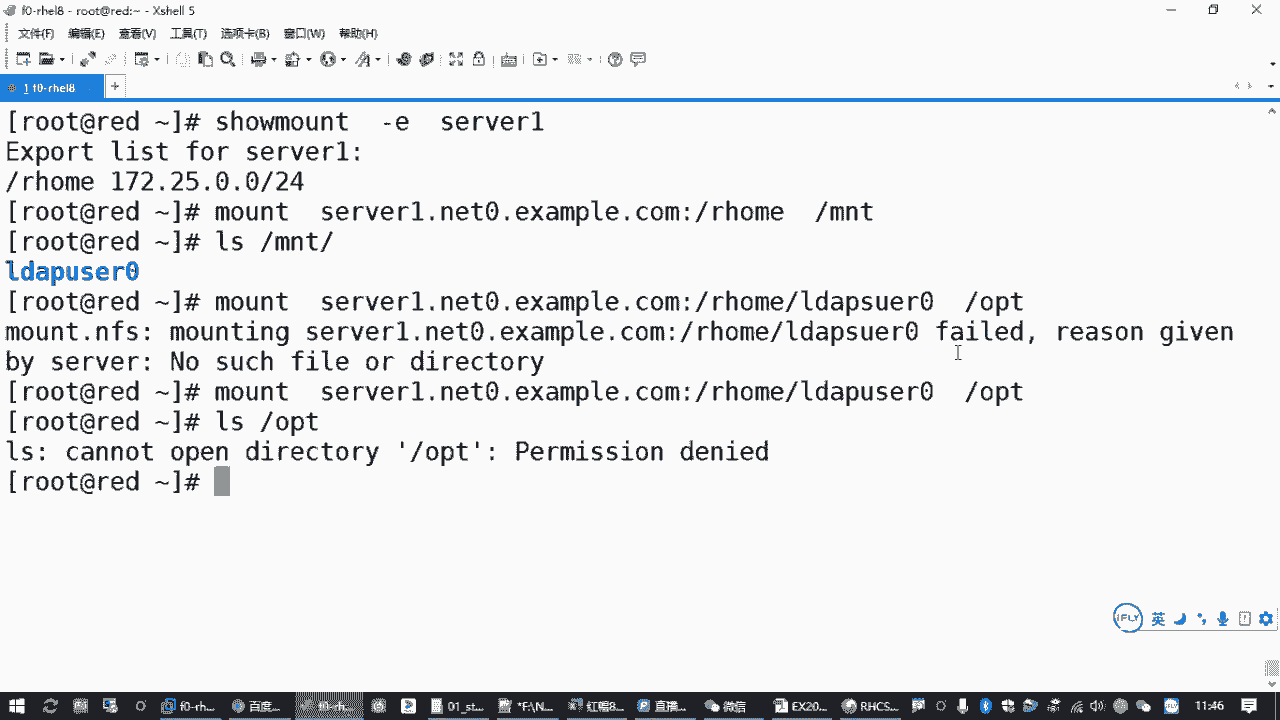 f0-rhel8 - root@red:~ - Xshell 5
文件(F) 编辑(E) 查看(V) 工具(T) 选项卡(B) 窗口(W) 帮助(H)
1 f0-rhel8
[root@red ~]# showmount -e server1
Export list for server1:
/rhome 172.25.0.0/24
[root@red ~]# mount server1.net0.example.com:/rhome /mnt
[root@red ~]# ls /mnt/
ldapuser0
[root@red ~]# mount server1.net0.example.com:/rhome/ldapsuer0 /opt
mount.nfs: mounting server1.net0.example.com:/rhome/ldapsuer0 failed, reason given
by server: No such file or directory
[root@red ~]# mount server1.net0.example.com:/rhome/ldapuser0 /opt
[root@red ~]# ls /opt
ls: cannot open directory '/opt': Permission denied
[root@red ~]#
iFLY 英
f0-rh... 百度... f0-rh... 01_st... *F:\N... 红帽8... 直播... 微信 EX20... RHCS... 11:46